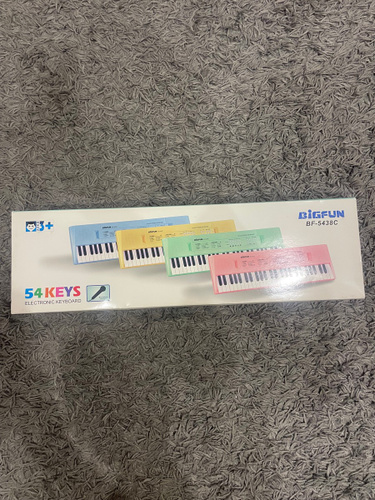 3+
BiGFUN
BF-5438C
54 KEYS
ELECTRONIC KEYBOARD